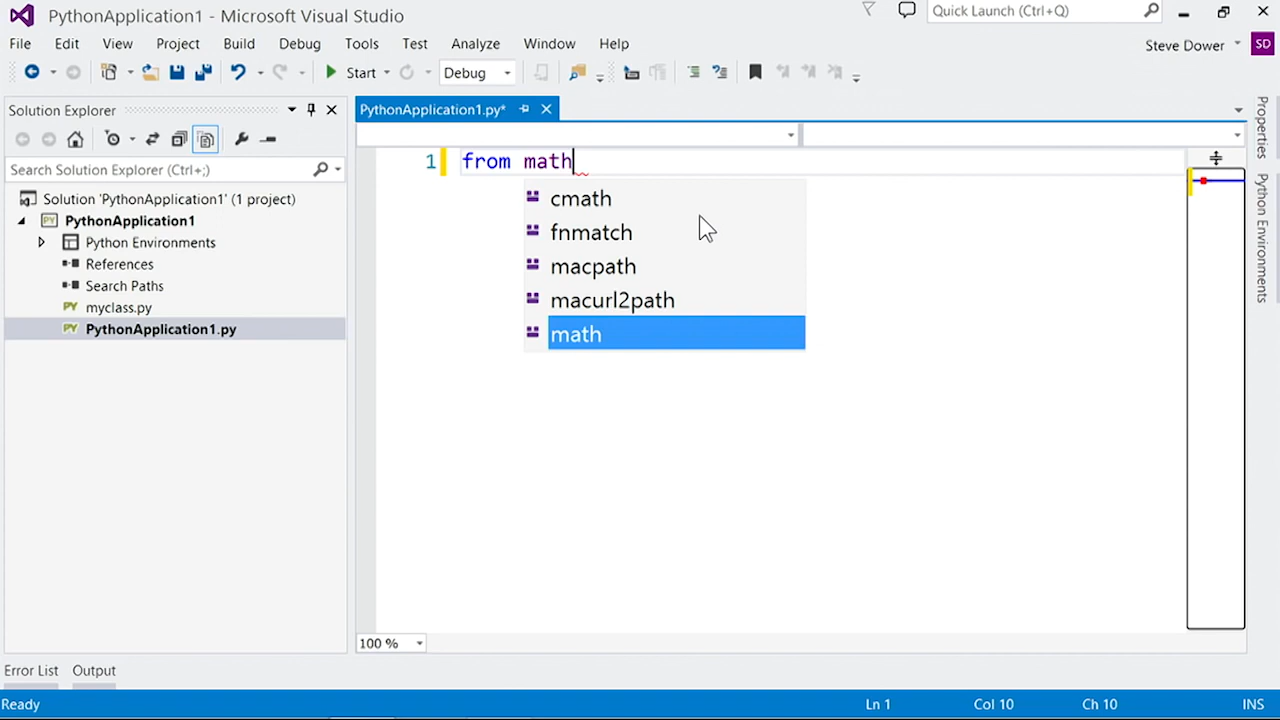 PythonApplication1 - Microsoft Visual Studio
Quick Launch (Ctrl+Q)
File Edit View Project Build Debug Tools Test Analyze Window Help
Steve Dower SD
Start Debug
Solution Explorer
PythonApplication1.py*
Search Solution Explorer (Ctrl+;)
Solution 'PythonApplication1' (1 project)
PY PythonApplication1
Python Environments
References
Search Paths
PY myclass.py
PY PythonApplication1.py
1 from math
cmath
fnmatch
macpath
macurl2path
math
Properties
Python Environments
100 %
Error List Output
Ready Ln 1 Col 10 Ch 10 INS